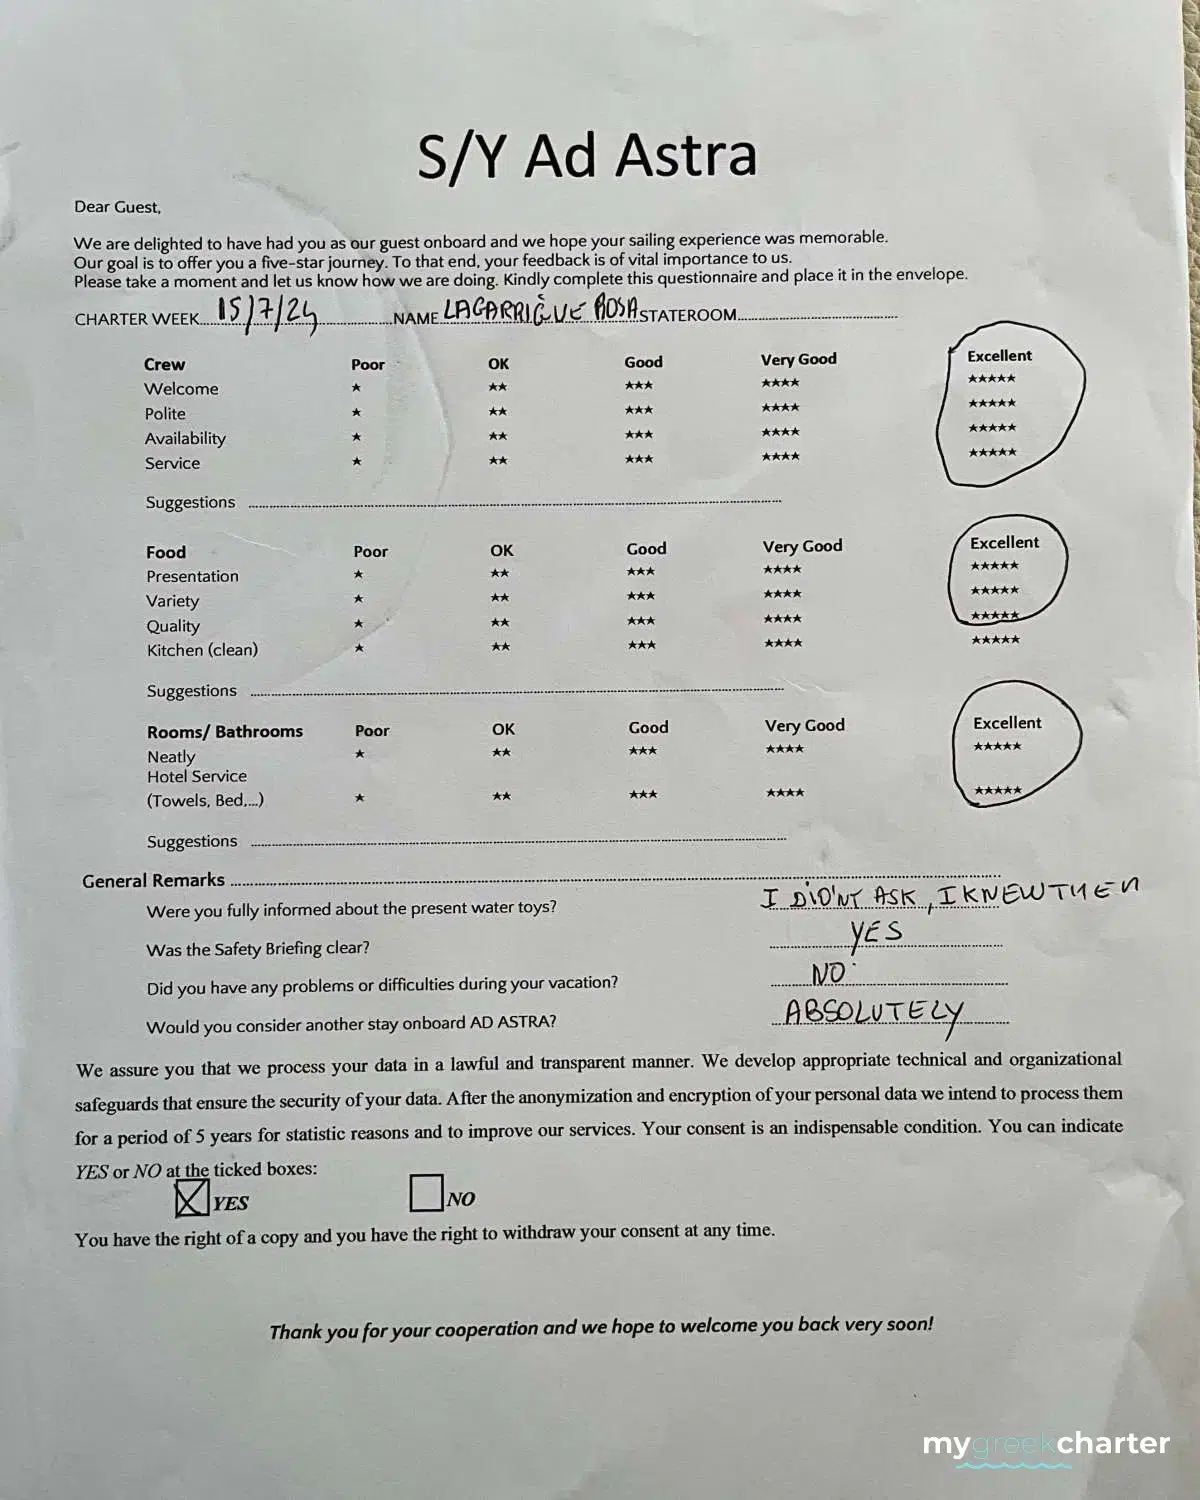 S/Y Ad Astra
Dear Guest,
We are delighted to have had you as our guest onboard and we hope your sailing experience was memorable.
Our goal is to offer you a five-star journey. To that end, your feedback is of vital importance to us.
Please take a moment and let us know how we are doing. Kindly complete this questionnaire and place it in the envelope.
CHARTER WEEK 15/7/24 NAME LAGARRIGUE ROSA STATEROOM
Crew Poor OK Good Very Good Excellent
Welcome ★ ★★ ★★★ ★★★★ ★★★★★
Polite ★ ★★ ★★★ ★★★★ ★★★★★
Availability ★ ★★ ★★★ ★★★★ ★★★★★
Service ★ ★★ ★★★ ★★★★ ★★★★★
Suggestions
Food Poor OK Good Very Good Excellent
Presentation ★ ★★ ★★★ ★★★★ ★★★★★
Variety ★ ★★ ★★★ ★★★★ ★★★★★
Quality ★ ★★ ★★★ ★★★★ ★★★★★
Kitchen (clean) ★ ★★ ★★★ ★★★★ ★★★★★
Suggestions
Rooms/ Bathrooms Poor OK Good Very Good Excellent
Neatly ★ ★★ ★★★ ★★★★ ★★★★★
Hotel Service
(Towels, Bed,...) ★ ★★ ★★★ ★★★★ ★★★★★
Suggestions
General Remarks
Were you fully informed about the present water toys? I DID'NT ASK, I KNEW THEN
Was the Safety Briefing clear? YES
Did you have any problems or difficulties during your vacation? NO
Would you consider another stay onboard AD ASTRA? ABSOLUTELY
We assure you that we process your data in a lawful and transparent manner. We develop appropriate technical and organizational
safeguards that ensure the security of your data. After the anonymization and encryption of your personal data we intend to process them
for a period of 5 years for statistic reasons and to improve our services. Your consent is an indispensable condition. You can indicate
YES or NO at the ticked boxes:
YES NO
You have the right of a copy and you have the right to withdraw your consent at any time.
Thank you for your cooperation and we hope to welcome you back very soon!
mygreekcharter